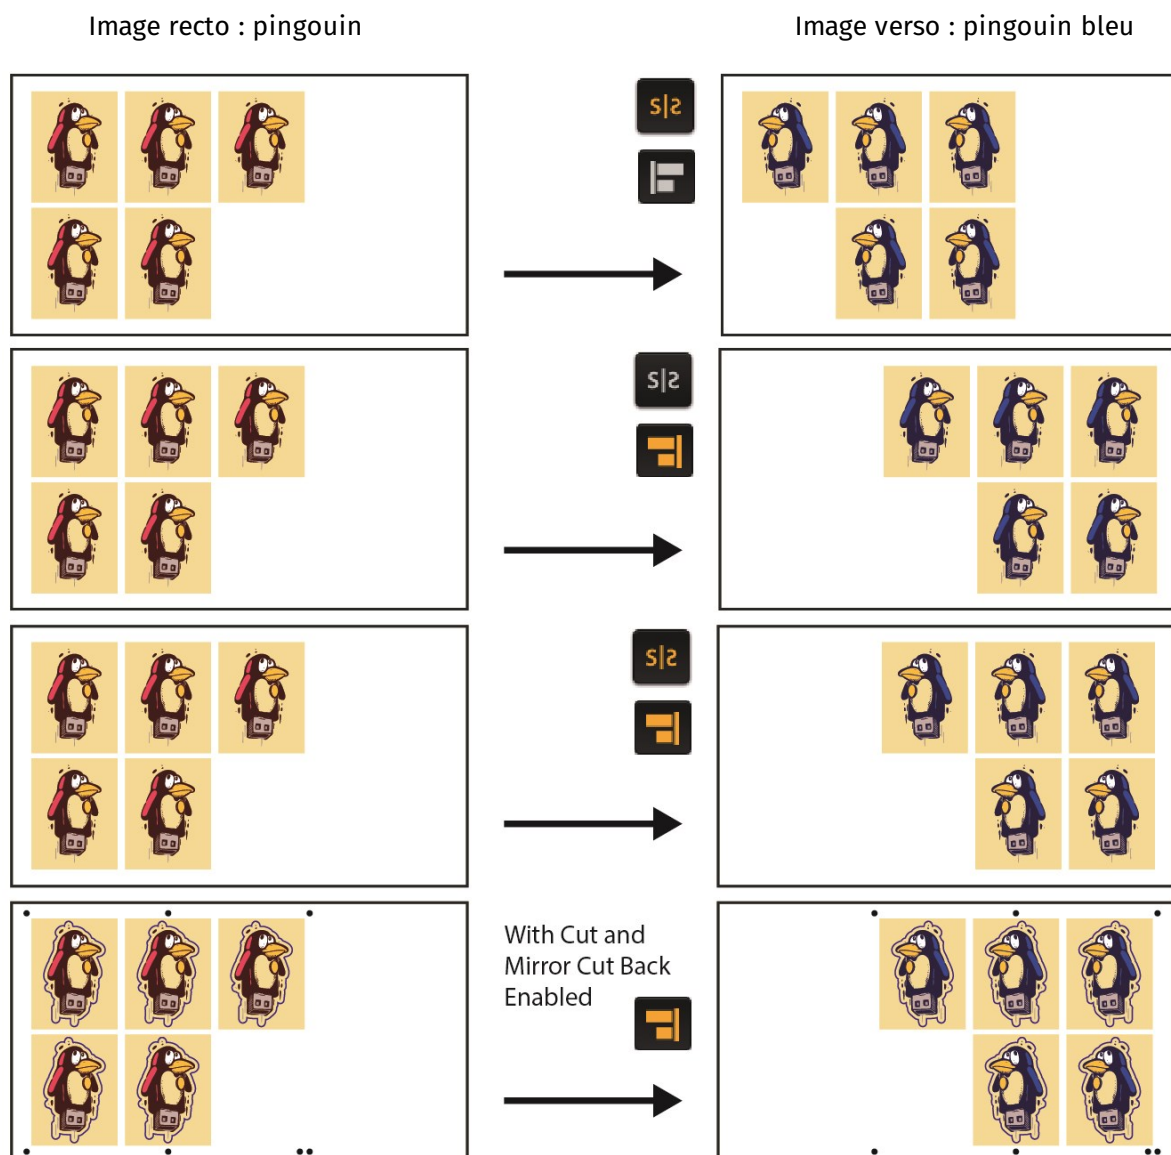 Image recto : pingouin
Image verso : pingouin bleu
With Cut and
Mirror Cut Back
Enabled